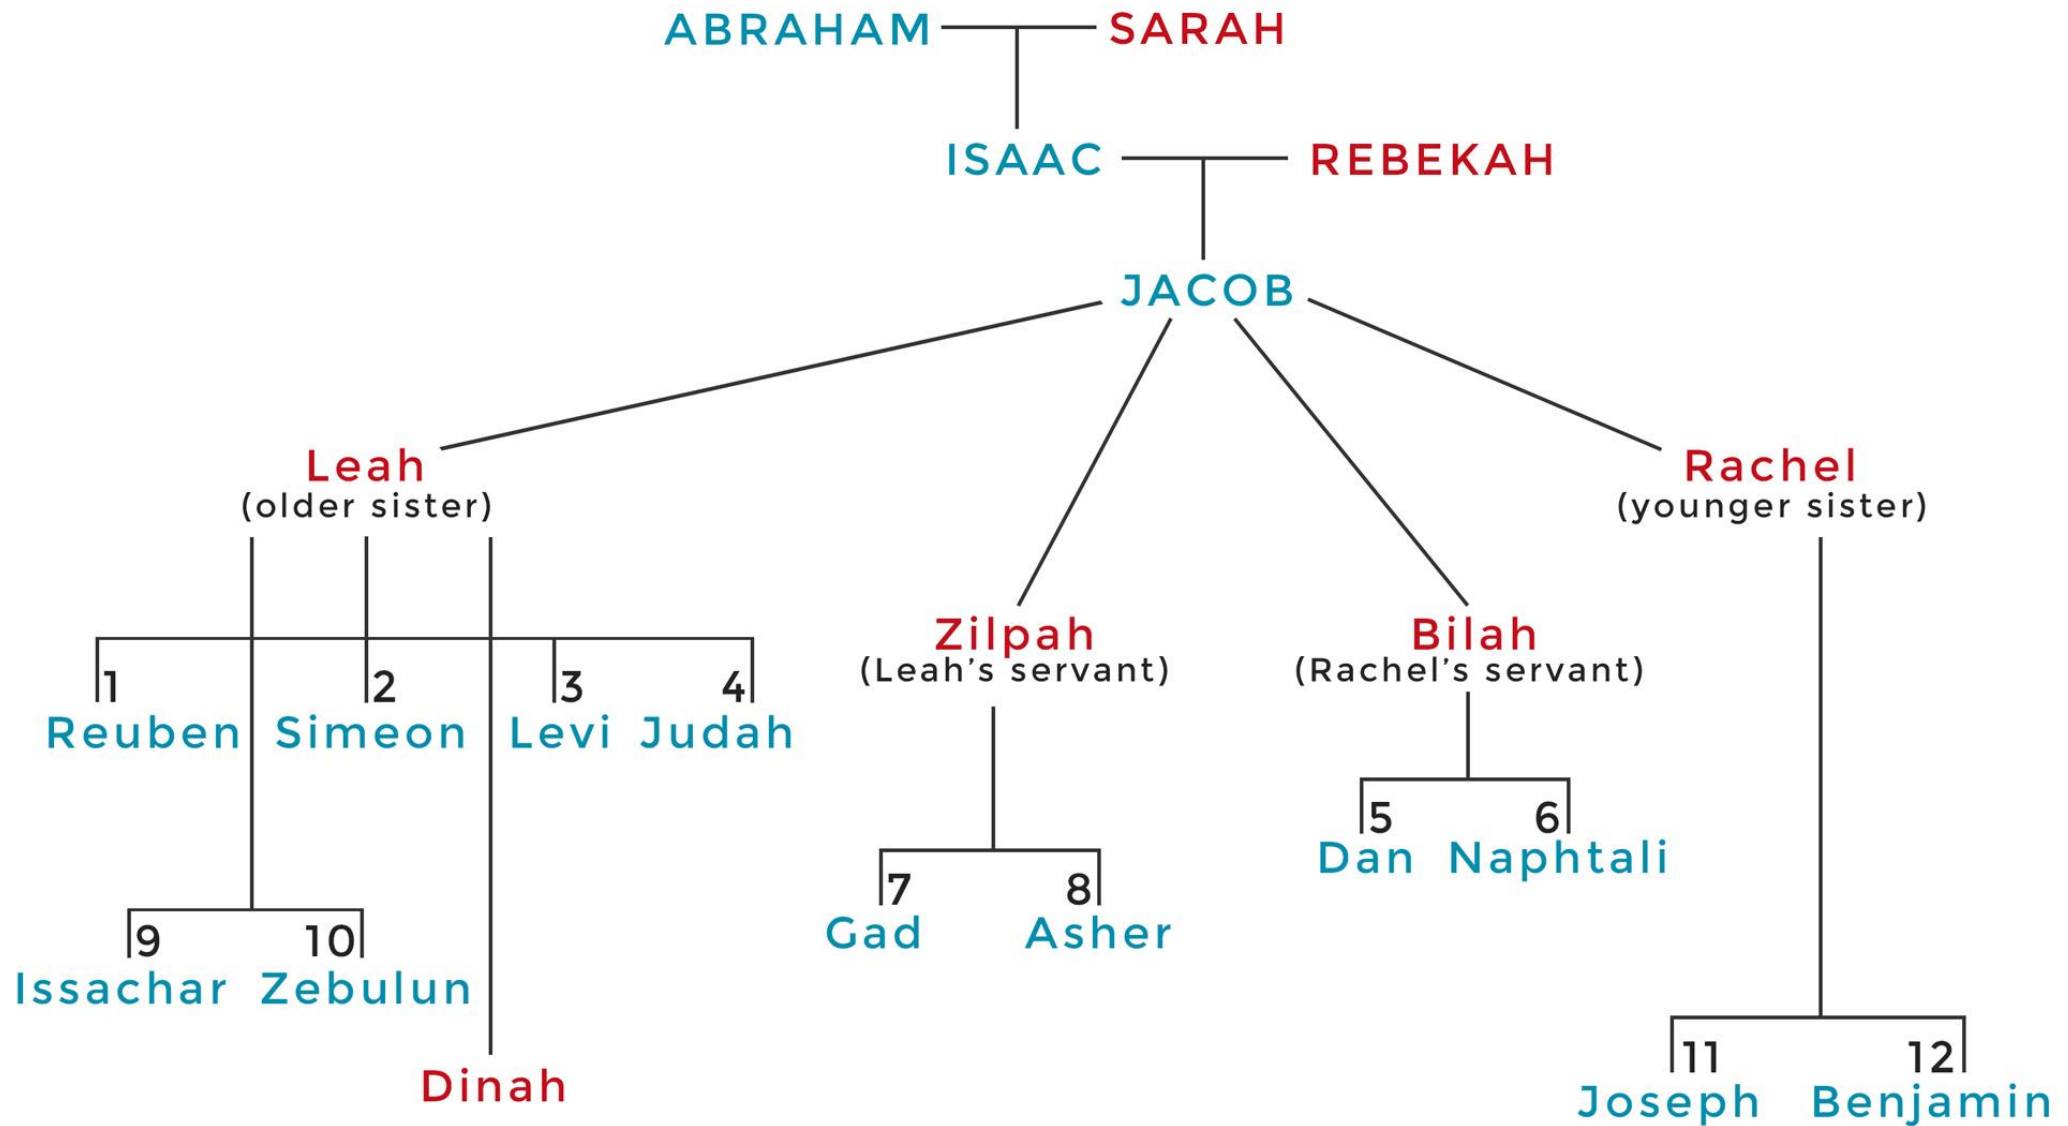 ABRAHAM SARAH
ISAAC REBEKAH
JACOB
Leah
(older sister)
Rachel
(younger sister)
Zilpah
(Leah's servant)
Bilah
(Rachel's servant)
1 2 3 4
Reuben Simeon Levi Judah
5 6
Dan Naphtali
7 8
Gad Asher
9 10
Issachar Zebulun
Dinah
11 12
Joseph Benjamin